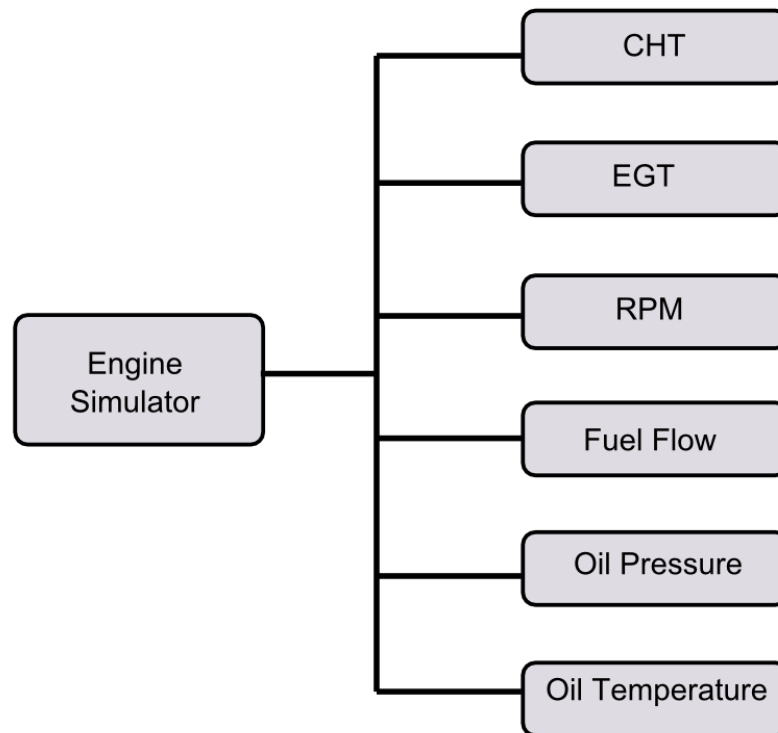 CHT
EGT
RPM
Engine
Simulator
Fuel Flow
Oil Pressure
Oil Temperature